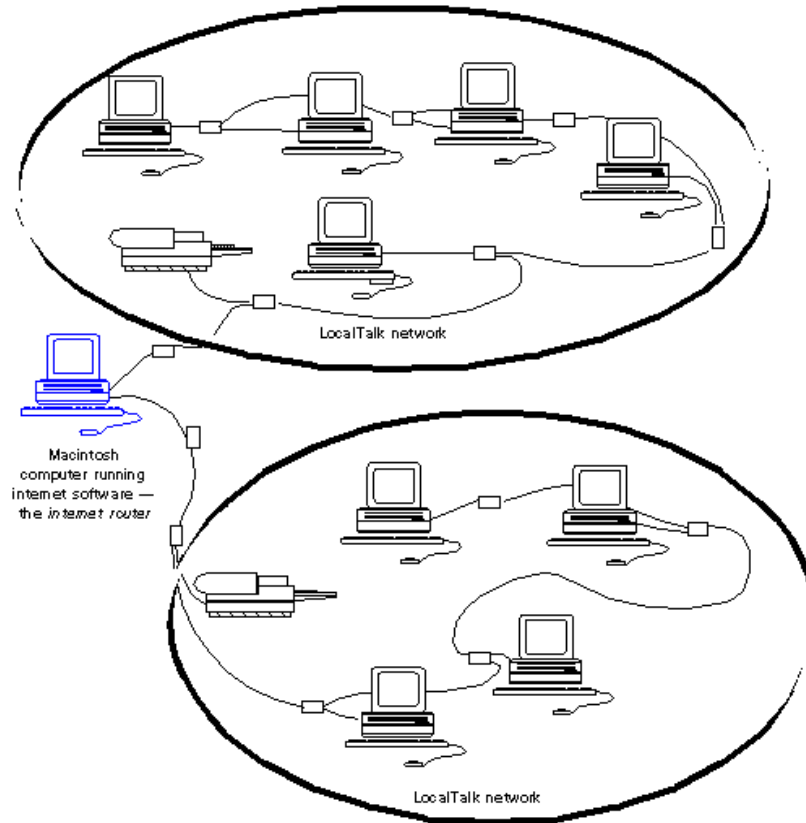 LocalTalk network
Macintosh
computer running
internet software —
the internet router
LocalTalk network